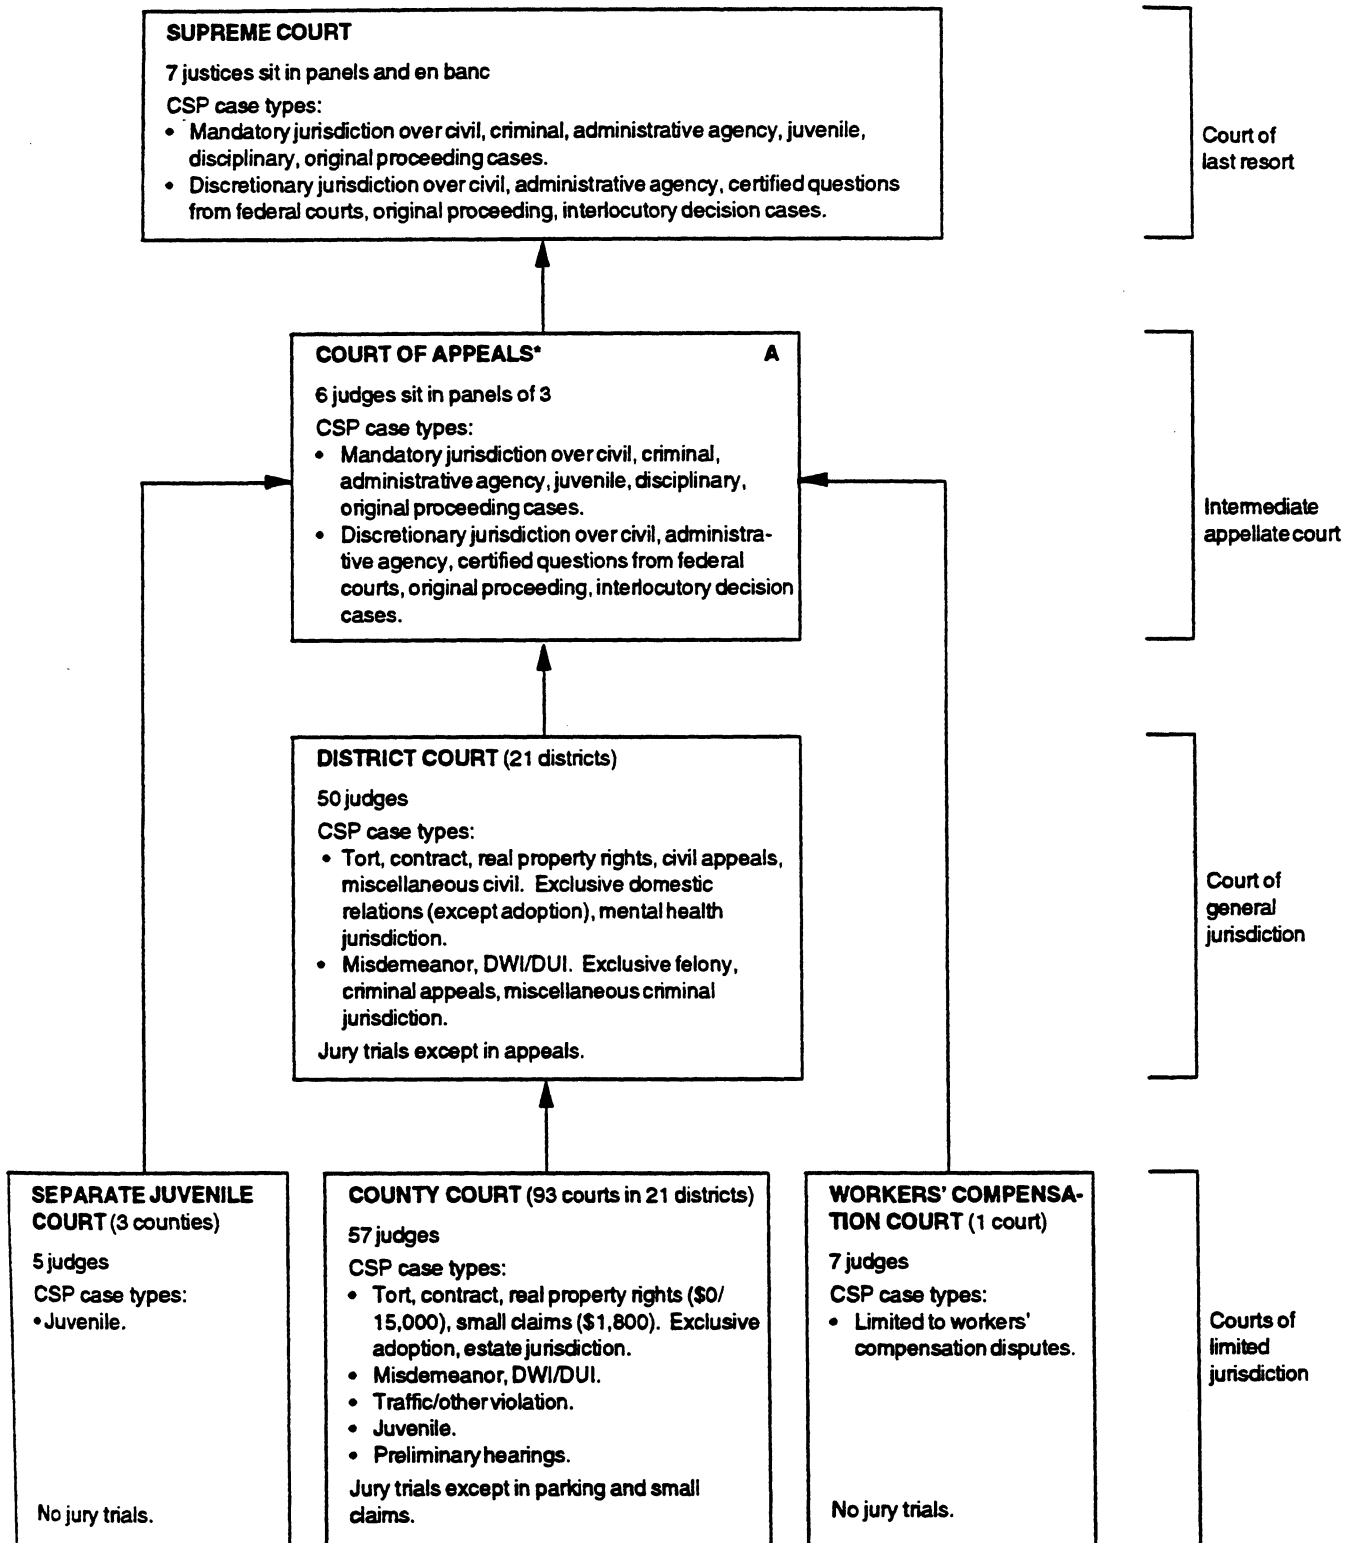 SUPREME COURT
7 justices sit in panels and en banc
CSP case types:
• Mandatory jurisdiction over civil, criminal, administrative agency, juvenile,
disciplinary, original proceeding cases.
• Discretionary jurisdiction over civil, administrative agency, certified questions
from federal courts, original proceeding, interlocutory decision cases.
Court of
last resort
COURT OF APPEALS* A
6 judges sit in panels of 3
CSP case types:
• Mandatory jurisdiction over civil, criminal,
administrative agency, juvenile, disciplinary,
original proceeding cases.
• Discretionary jurisdiction over civil, administra-
tive agency, certified questions from federal
courts, original proceeding, interlocutory decision
cases.
Intermediate
appellate court
DISTRICT COURT (21 districts)
50 judges
CSP case types:
• Tort, contract, real property rights, civil appeals,
miscellaneous civil. Exclusive domestic
relations (except adoption), mental health
jurisdiction.
• Misdemeanor, DWI/DUI. Exclusive felony,
criminal appeals, miscellaneous criminal
jurisdiction.
Jury trials except in appeals.
Court of
general
jurisdiction
SEPARATE JUVENILE
COURT (3 counties)
5 judges
CSP case types:
• Juvenile.
No jury trials.
COUNTY COURT (93 courts in 21 districts)
57 judges
CSP case types:
• Tort, contract, real property rights ($0/
15,000), small claims ($1,800). Exclusive
adoption, estate jurisdiction.
• Misdemeanor, DWI/DUI.
• Traffic/other violation.
• Juvenile.
• Preliminary hearings.
Jury trials except in parking and small
claims.
WORKERS' COMPENSA-
TION COURT (1 court)
7 judges
CSP case types:
• Limited to workers'
compensation disputes.
No jury trials.
Courts of
limited
jurisdiction